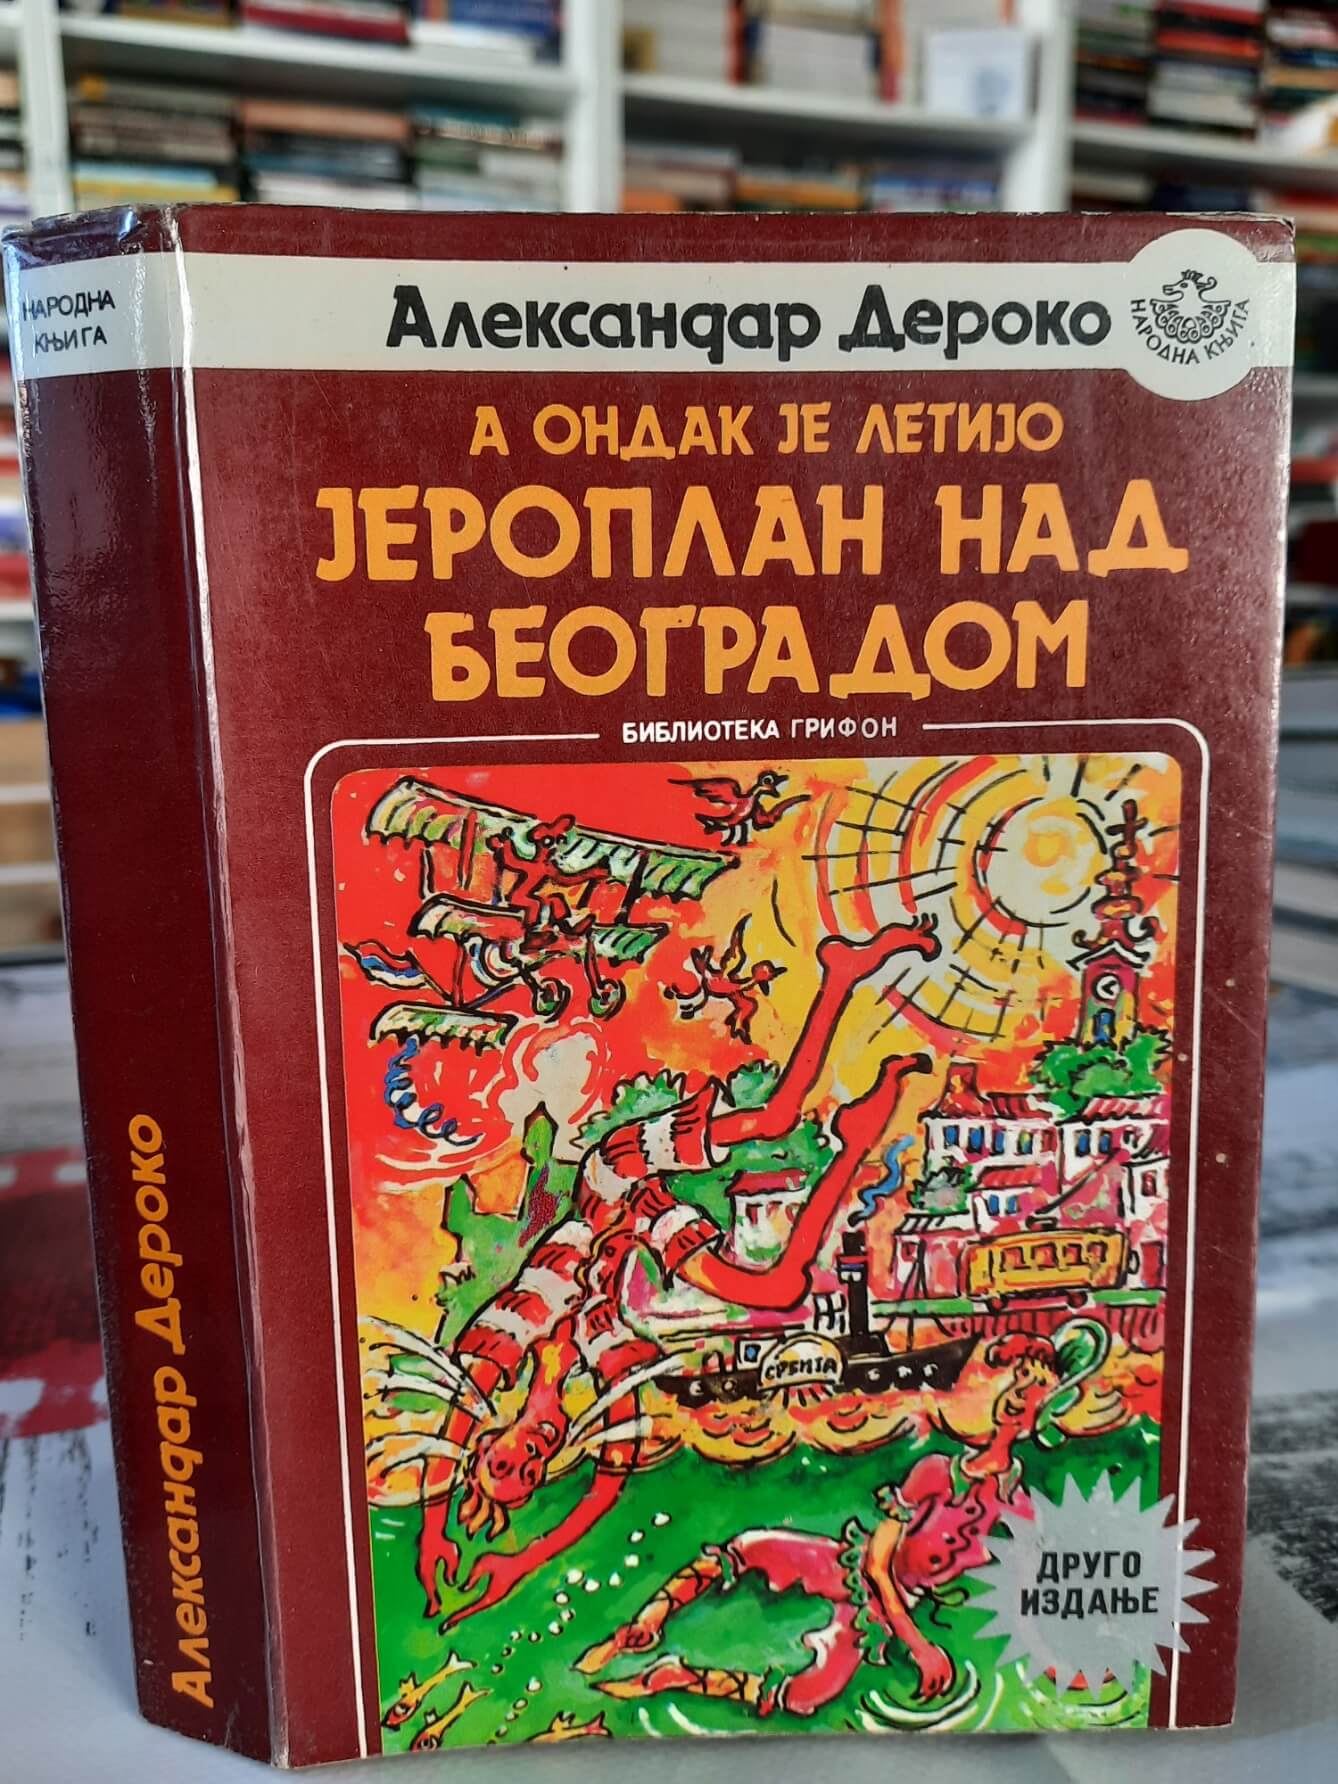 НАРОДНА
КЊИГА
Александар Дероко
Александар Дероко
НАРОДНА КЊИГА
А ОНДАК ЈЕ ЛЕТИЈО
ЈЕРОПЛАН НАД
БЕОГРАДОМ
БИБЛИОТЕКА ГРИФОН
СРБИЈА
ДРУГО
ИЗДАЊЕ